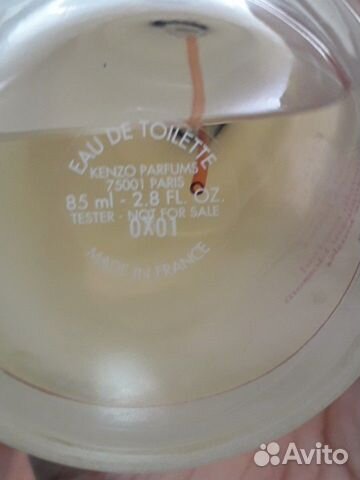 EAU DE TOILETTE
KENZO PARFUMS
75001 PARIS
85 ml - 2.8 FL. OZ.
TESTER - NOT FOR SALE
0X01
MADE IN FRANCE
Avito